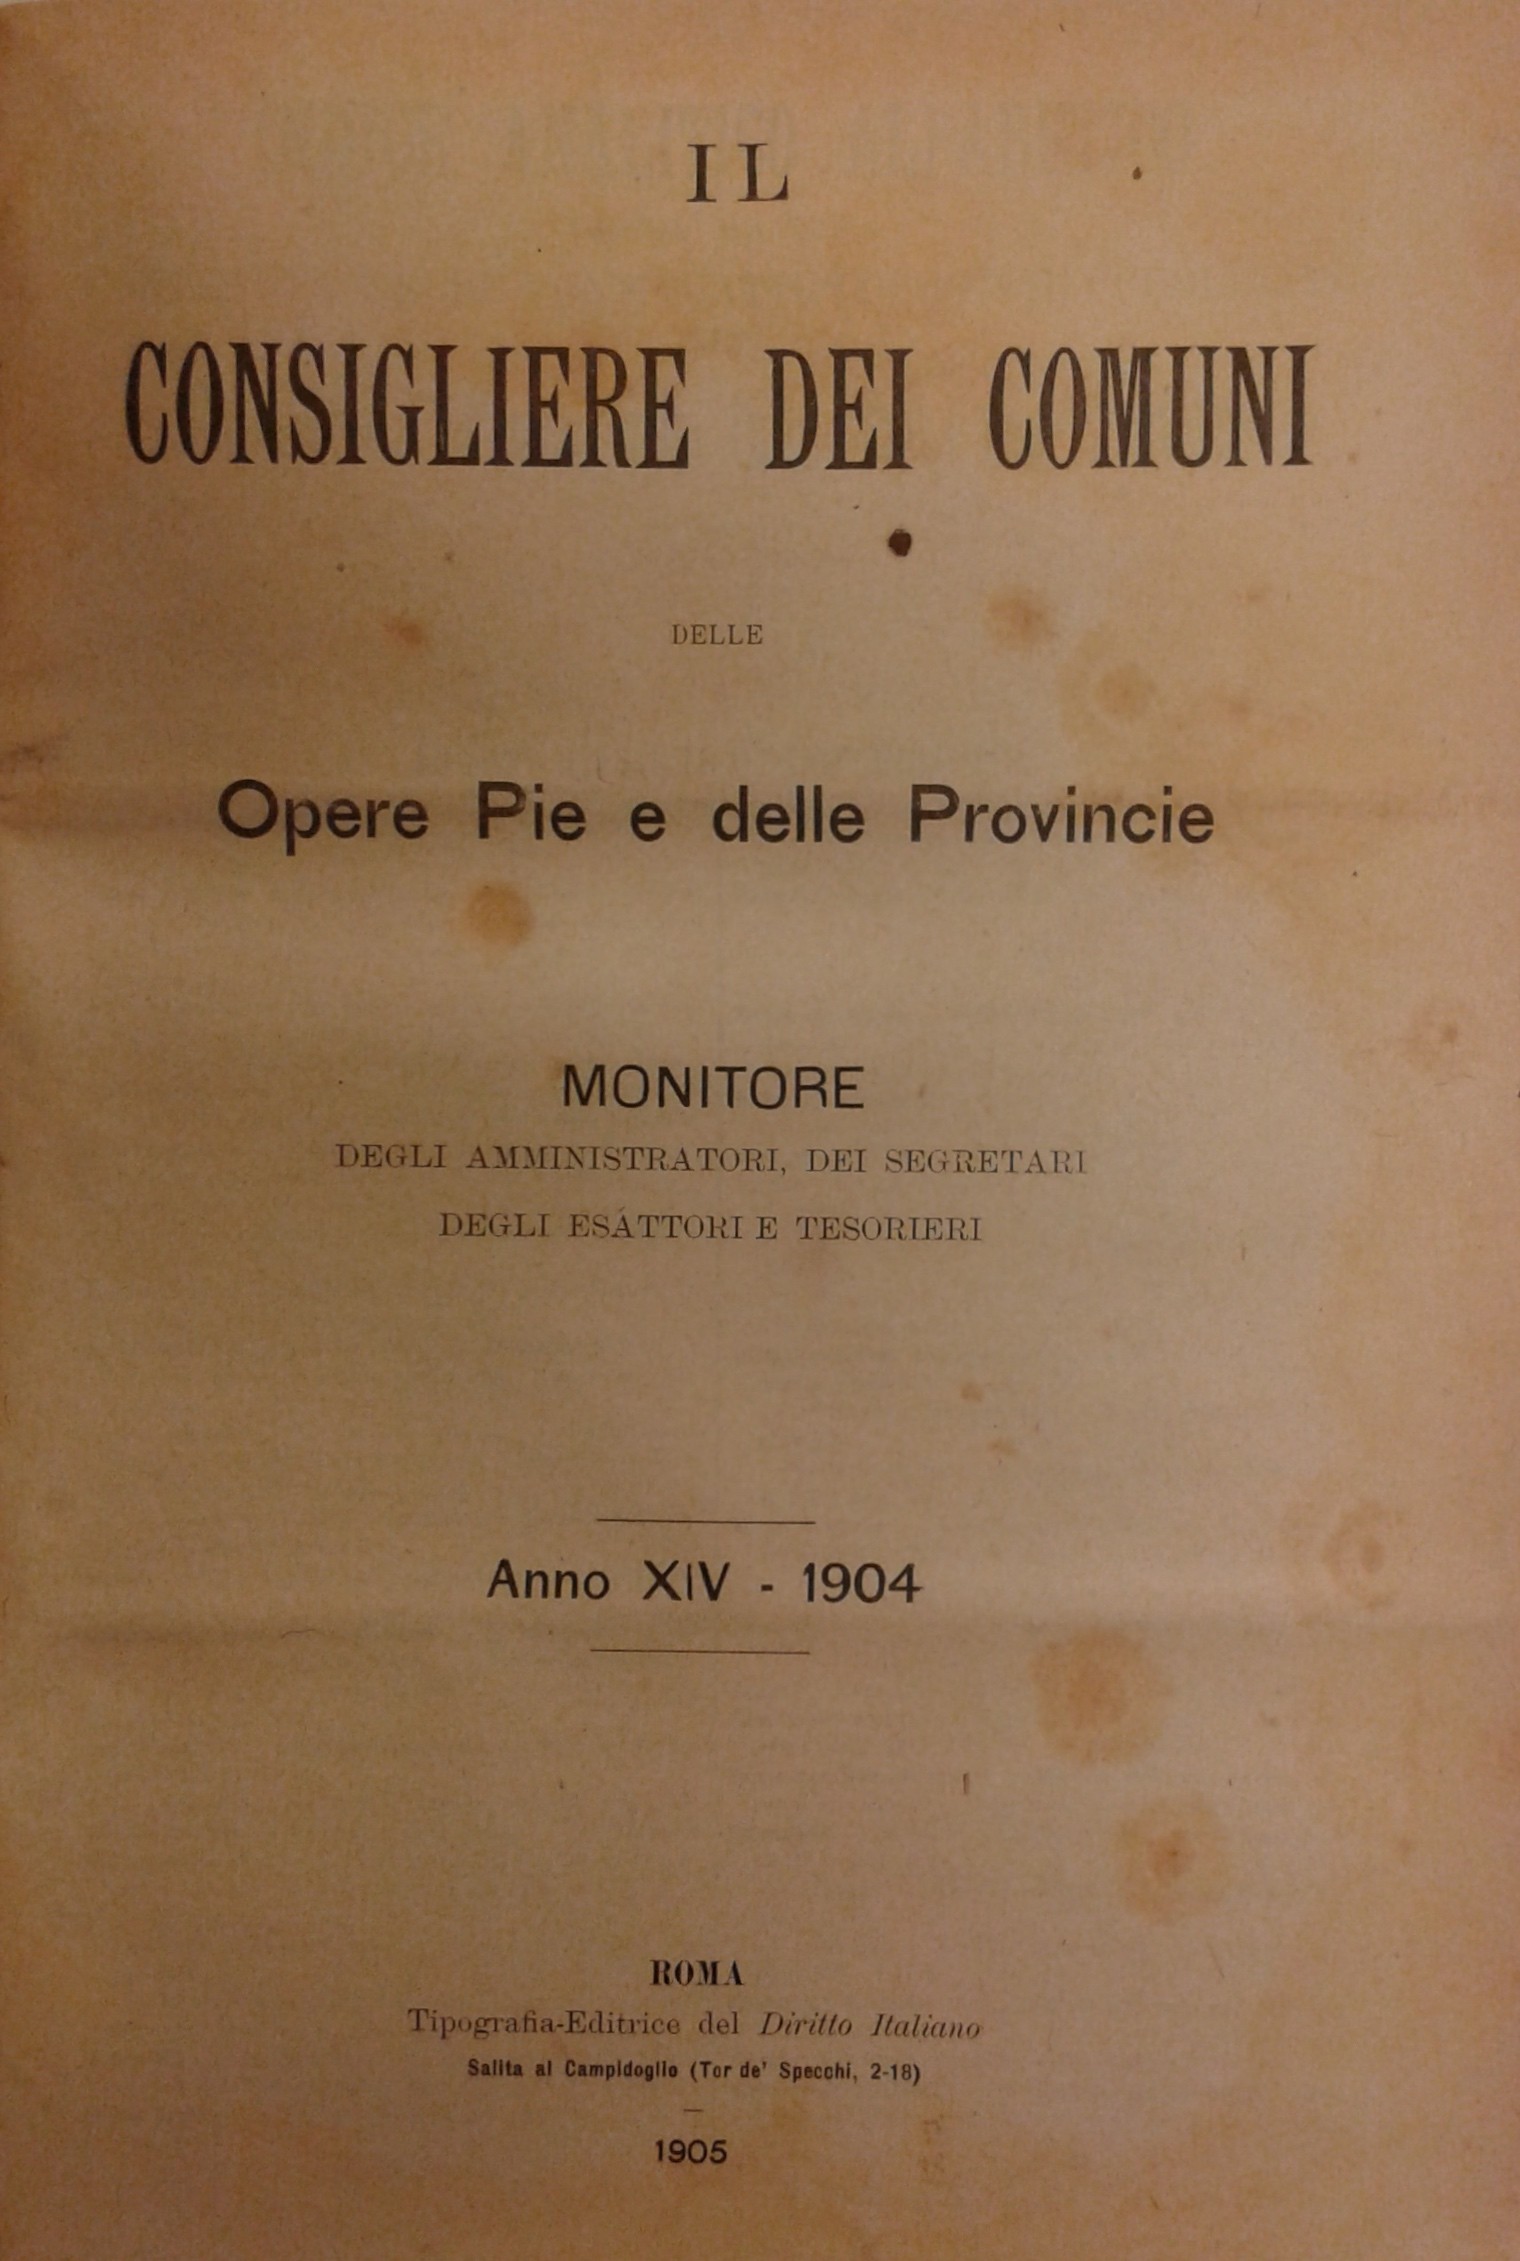 IL
CONSIGLIERE DEI COMUNI
DELLE
Opere Pie e delle Provincie
MONITORE
DEGLI AMMINISTRATORI, DEI SEGRETARI
DEGLI ESATTORI E TESORIERI
Anno XIV - 1904
ROMA
Tipografia-Editrice del Diritto Italiano
Salita al Campidoglio (Tor de' Specchi, 2-18)
1905